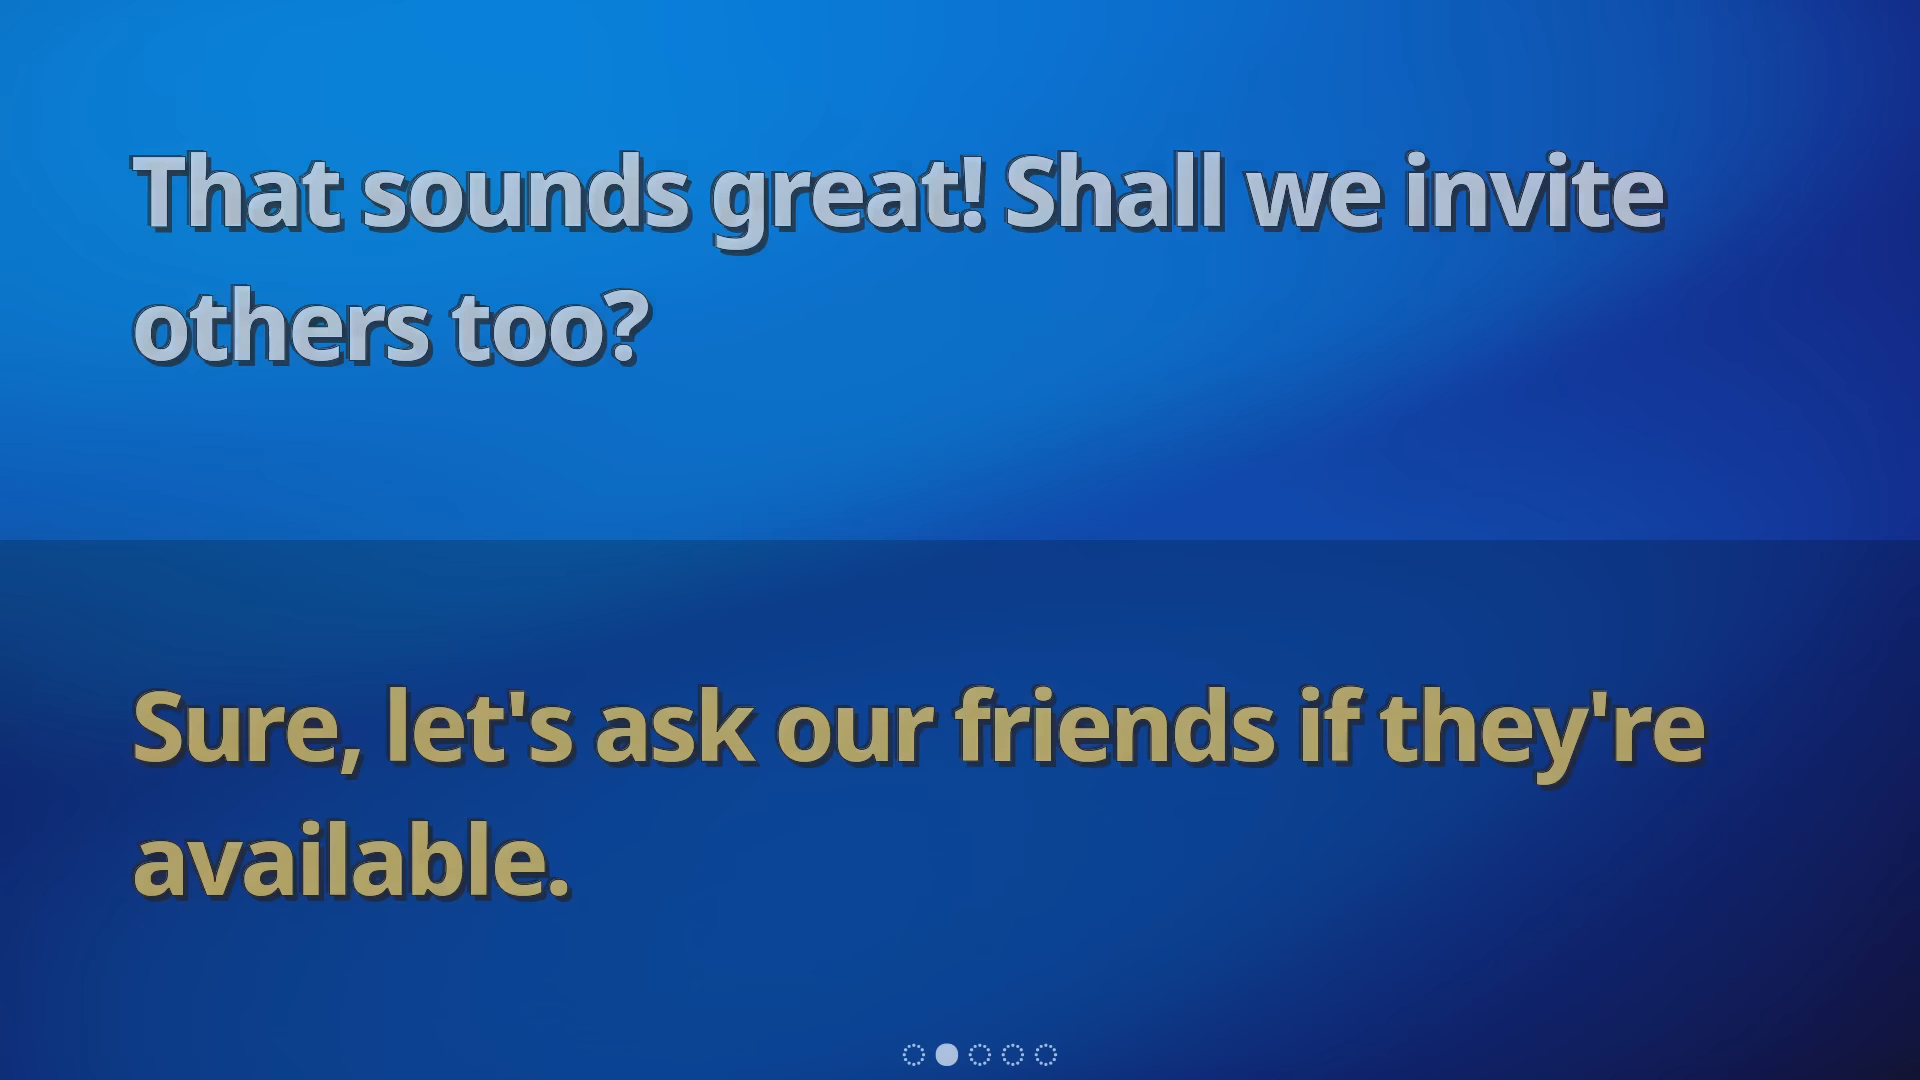 That sounds great! Shall we invite
others too?
Sure, let's ask our friends if they're
available.